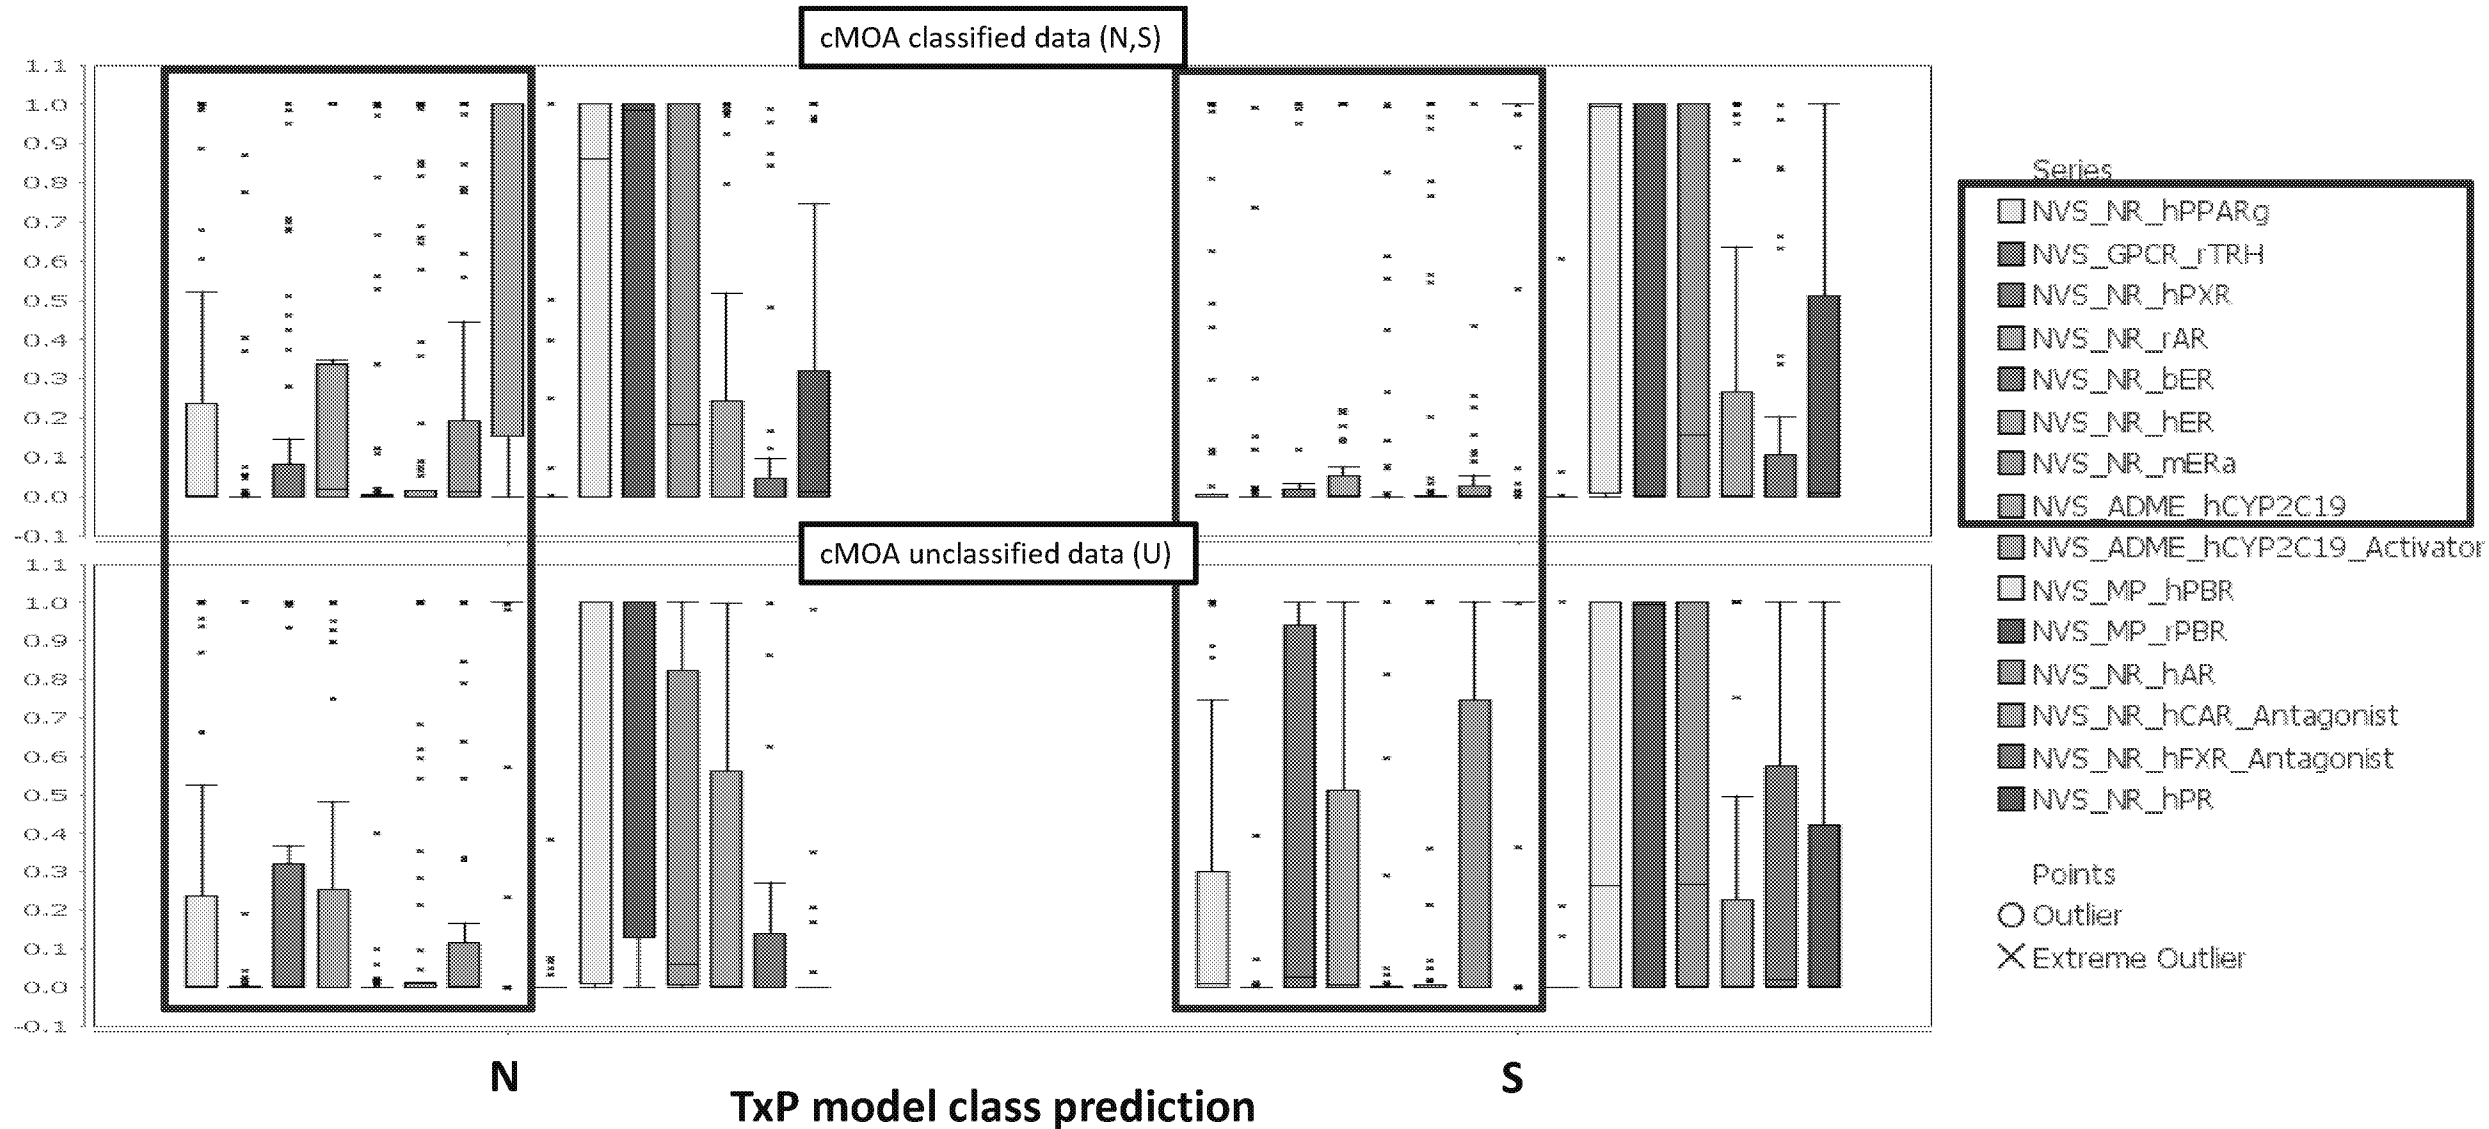 cMOA classified data (N,S)
1.1
1.0
0.9
0.8
0.7
0.6
0.5
0.4
0.3
0.2
0.1
0.0
-0.1
cMOA unclassified data (U)
1.1
1.0
0.9
0.8
0.7
0.6
0.5
0.4
0.3
0.2
0.1
0.0
-0.1
N
S
TxP model class prediction
Series
NVS_NR_hPPARg
NVS_GPCR_rTRH
NVS_NR_hPXR
NVS_NR_rAR
NVS_NR_bER
NVS_NR_hER
NVS_NR_mERa
NVS_ADME_hCYP2C19
NVS_ADME_hCYP2C19_Activator
NVS_MP_hPBR
NVS_MP_rPBR
NVS_NR_hAR
NVS_NR_hCAR_Antagonist
NVS_NR_hFXR_Antagonist
NVS_NR_hPR
Points
Outlier
Extreme Outlier